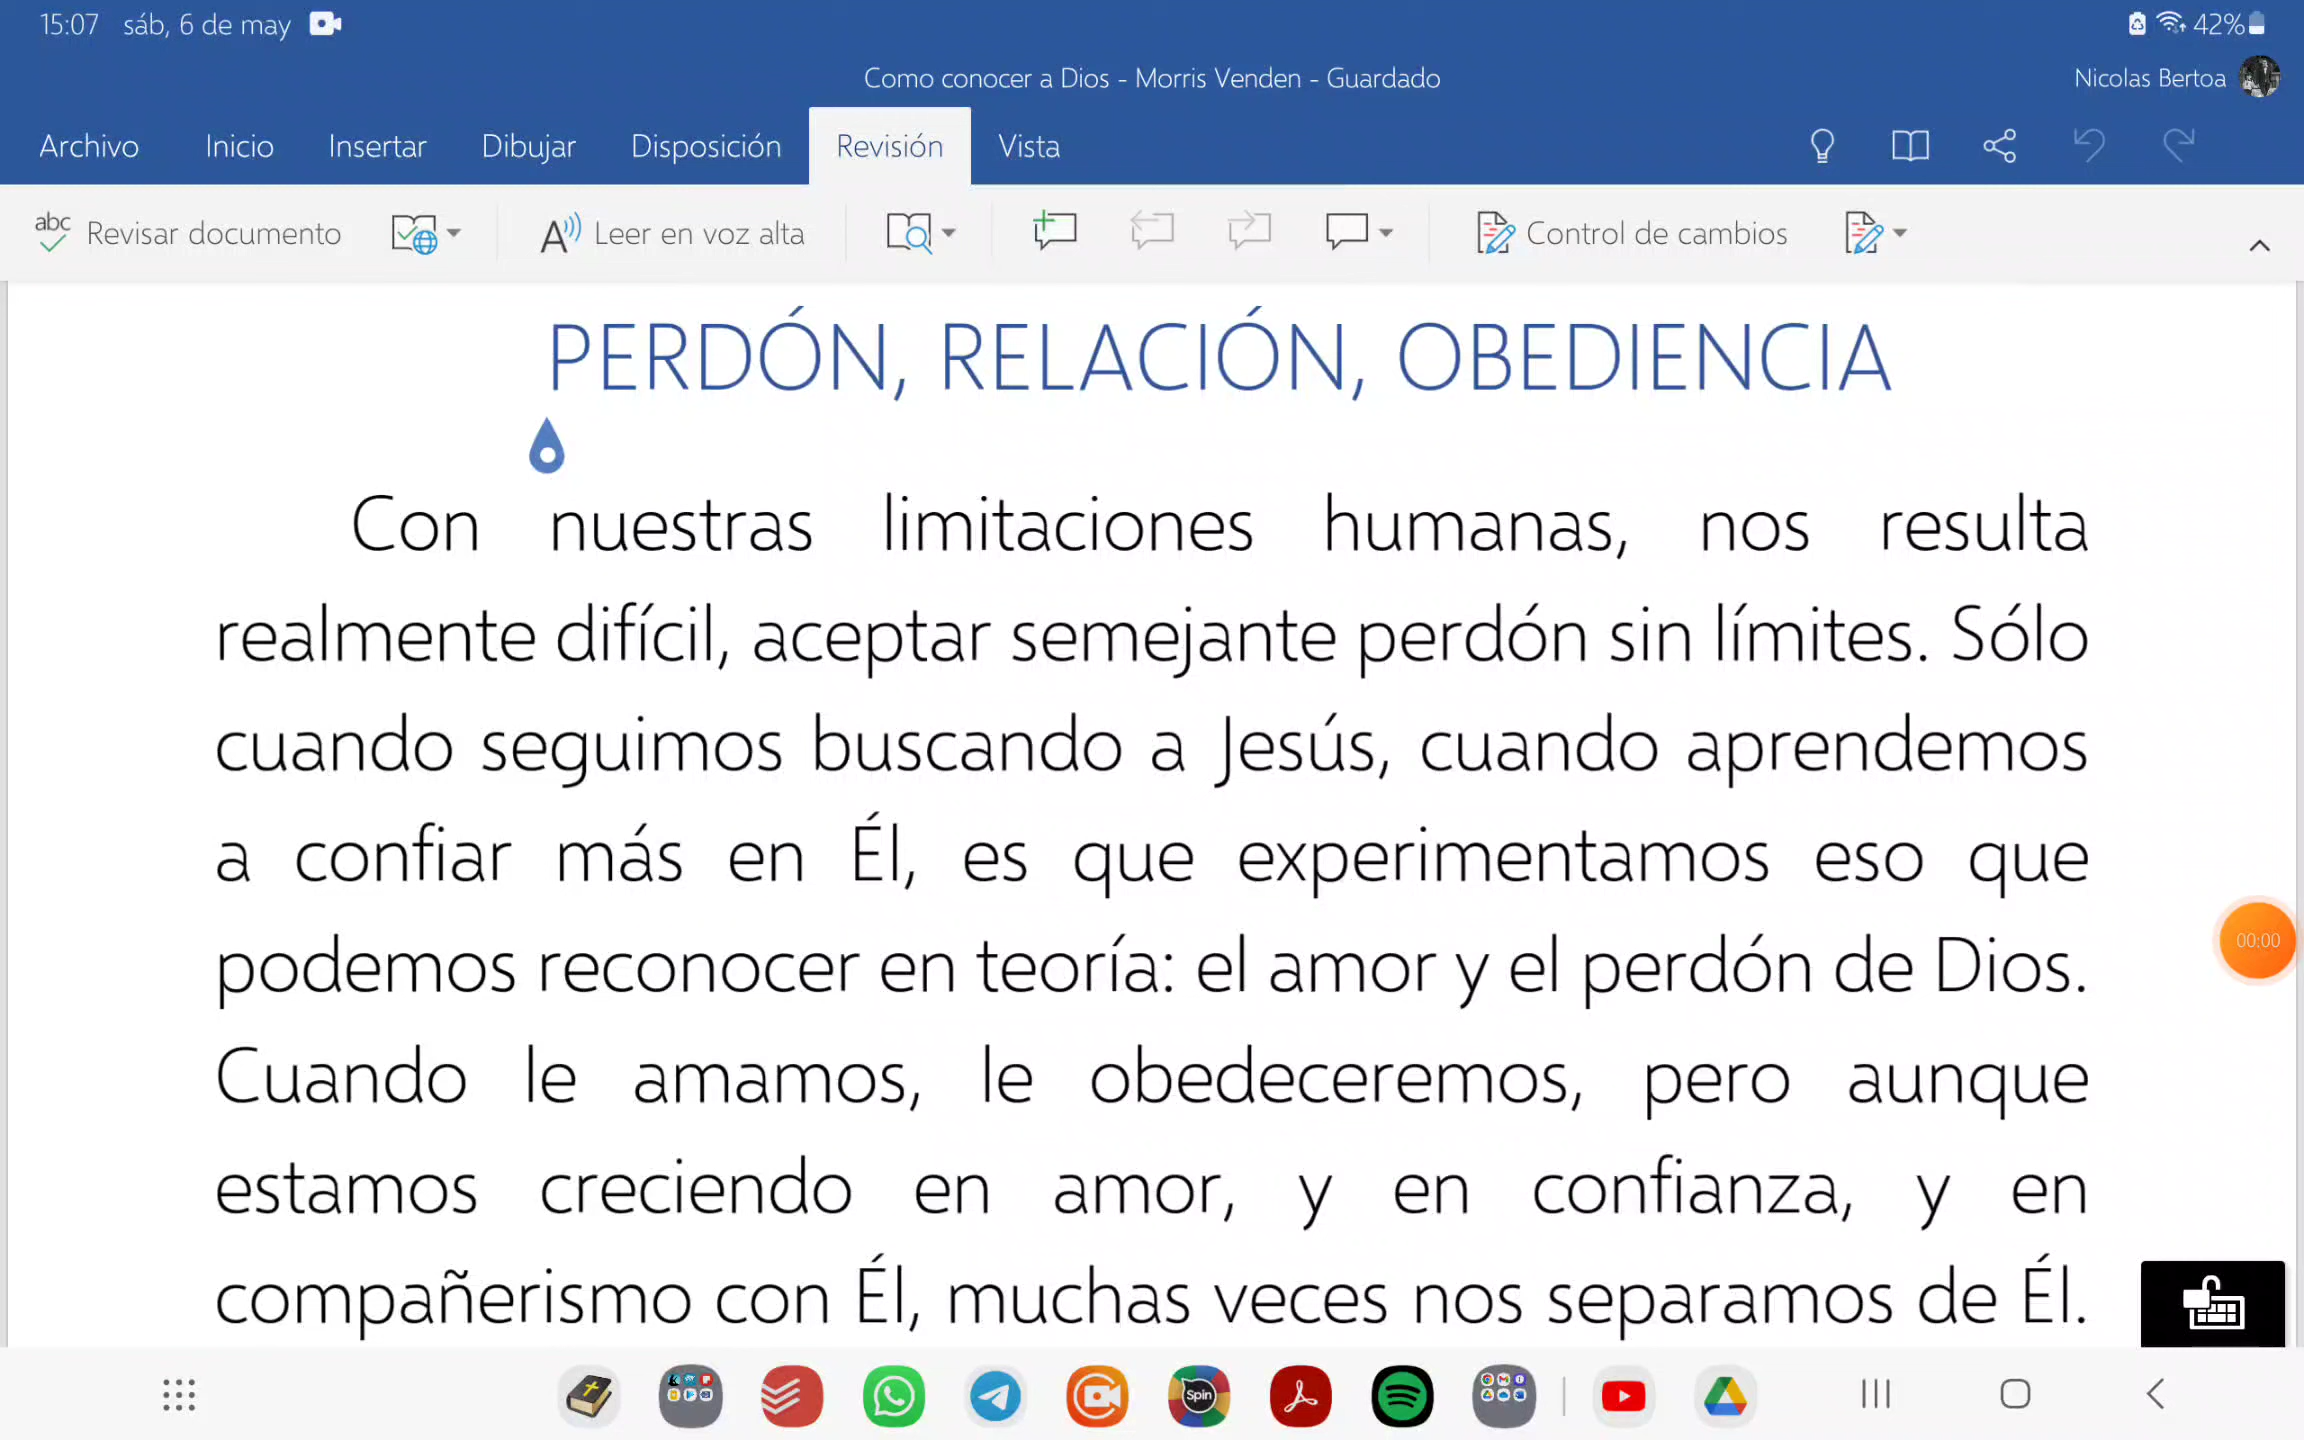 15:07 sáb, 6 de may 42%
Como conocer a Dios - Morris Venden - Guardado
Nicolas Bertoa
Archivo Inicio Insertar Dibujar Disposición Revisión Vista
abc Revisar documento A Leer en voz alta Control de cambios
PERDÓN, RELACIÓN, OBEDIENCIA
Con nuestras limitaciones humanas, nos resulta
realmente difícil, aceptar semejante perdón sin límites. Sólo
cuando seguimos buscando a Jesús, cuando aprendemos
a confiar más en Él, es que experimentamos eso que
podemos reconocer en teoría: el amor y el perdón de Dios.
00:00
Cuando le amamos, le obedeceremos, pero aunque
estamos creciendo en amor, y en confianza, y en
compañerismo con Él, muchas veces nos separamos de Él.
Spin